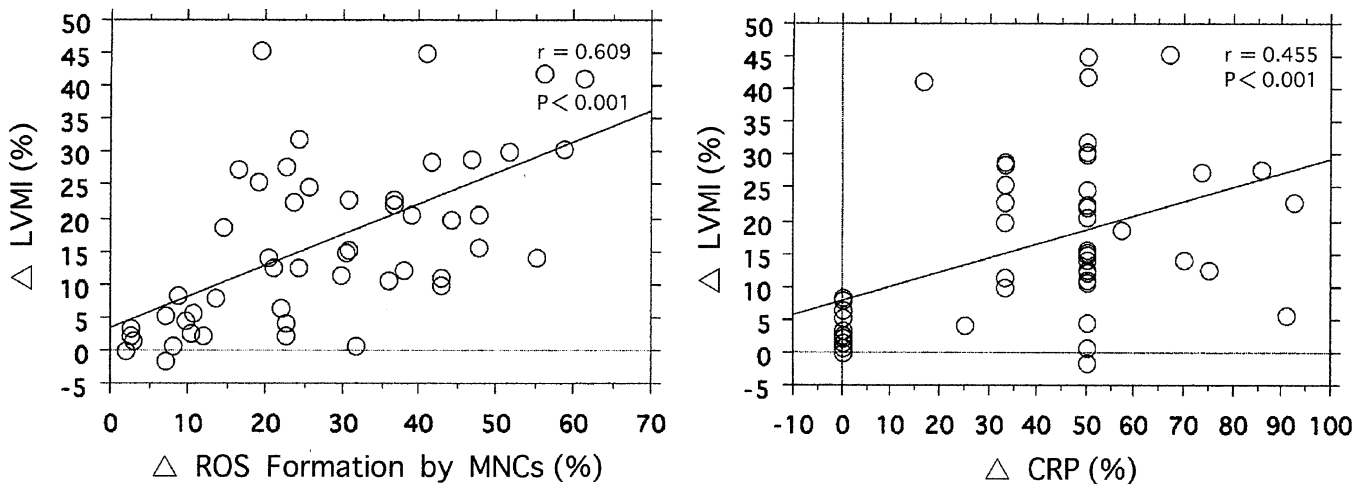 50
45
40
35
30
25
20
15
10
5
0
-5
△ LVMI (%)
r = 0.609
P< 0.001
0 10 20 30 40 50 60 70
△ ROS Formation by MNCs (%)
50
45
40
35
30
25
20
15
10
5
0
-5
△ LVMI (%)
r = 0.455
P< 0.001
-10 0 10 20 30 40 50 60 70 80 90 100
△ CRP (%)